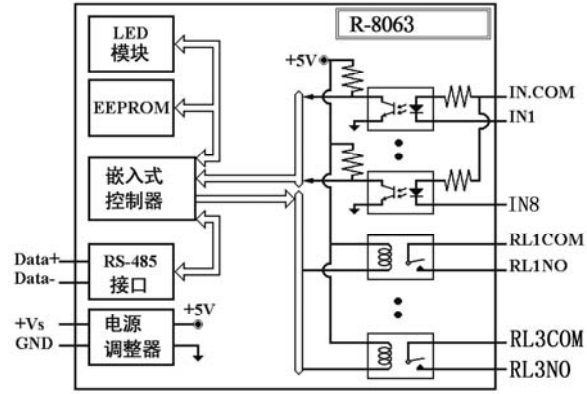 R-8063
LED
模块
EEPROM
嵌入式
控制器
RS-485
接口
电源
调整器
Data+
Data-
+Vs
GND
+5V
+5V
IN.COM
IN1
IN8
RL1COM
RL1NO
RL3COM
RL3NO